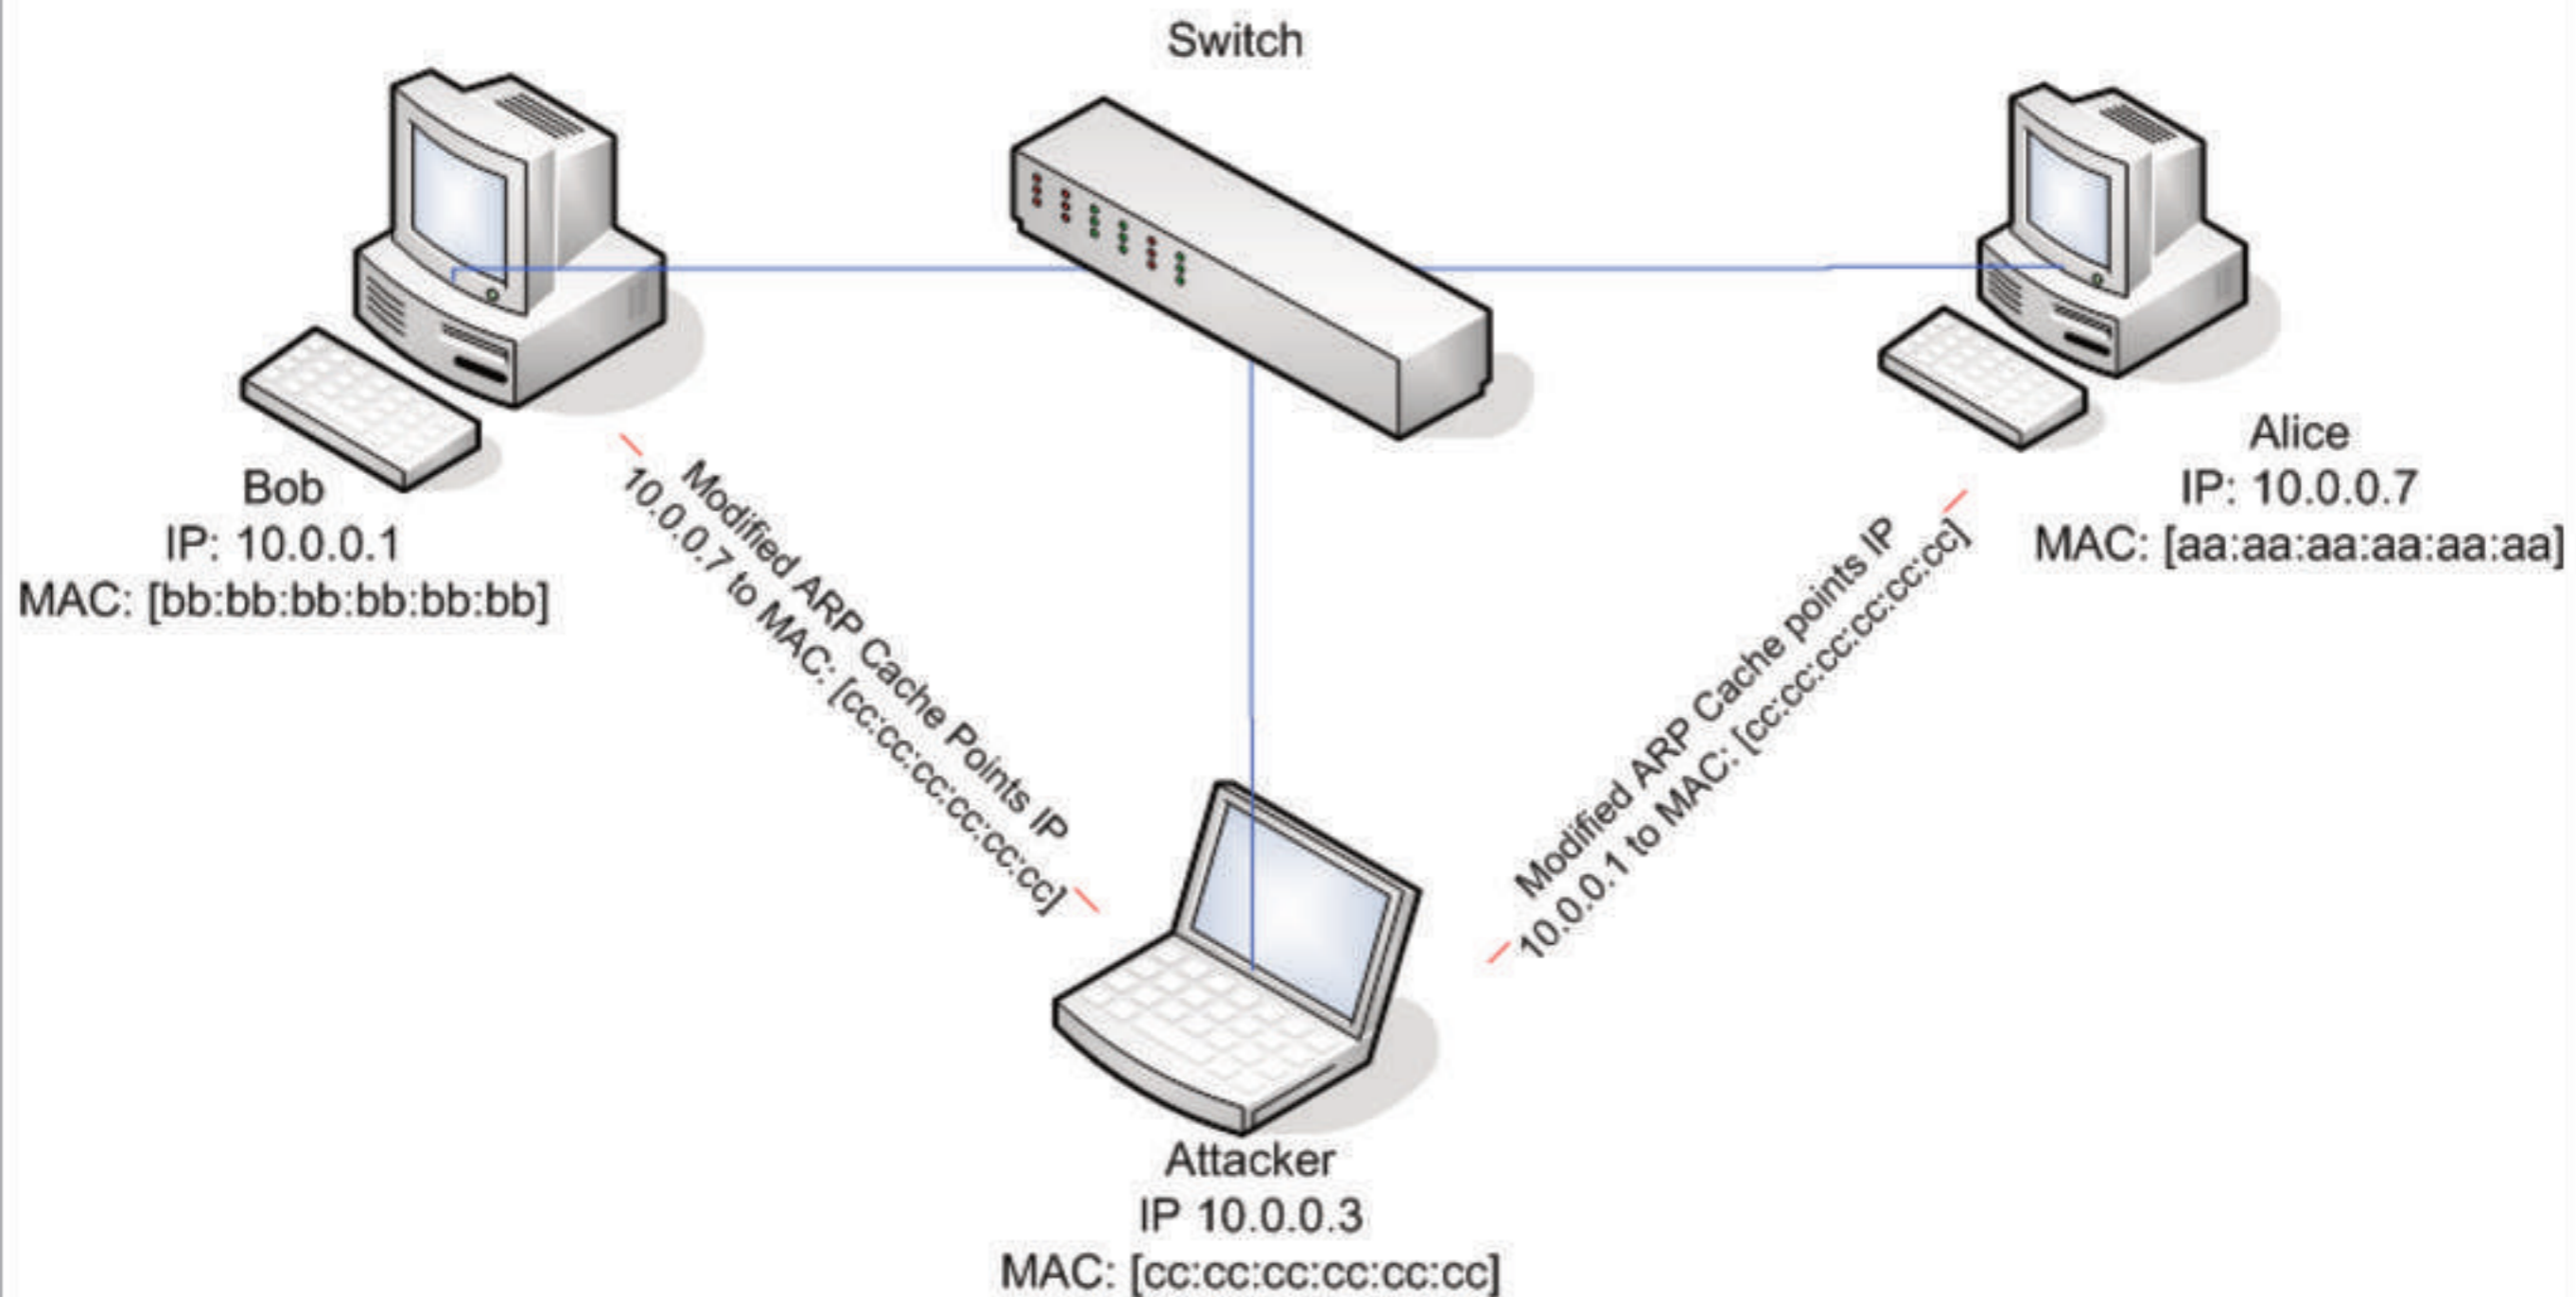 Switch
Bob
IP: 10.0.0.1
MAC: [bb:bb:bb:bb:bb:bb]
Alice
IP: 10.0.0.7
MAC: [aa:aa:aa:aa:aa:aa]
Modified ARP Cache Points IP
10.0.0.7 to MAC: [cc:cc:cc:cc:cc:cc]
Modified ARP Cache points IP
10.0.0.1 to MAC: [cc:cc:cc:cc:cc:cc]
Attacker
IP 10.0.0.3
MAC: [cc:cc:cc:cc:cc:cc]